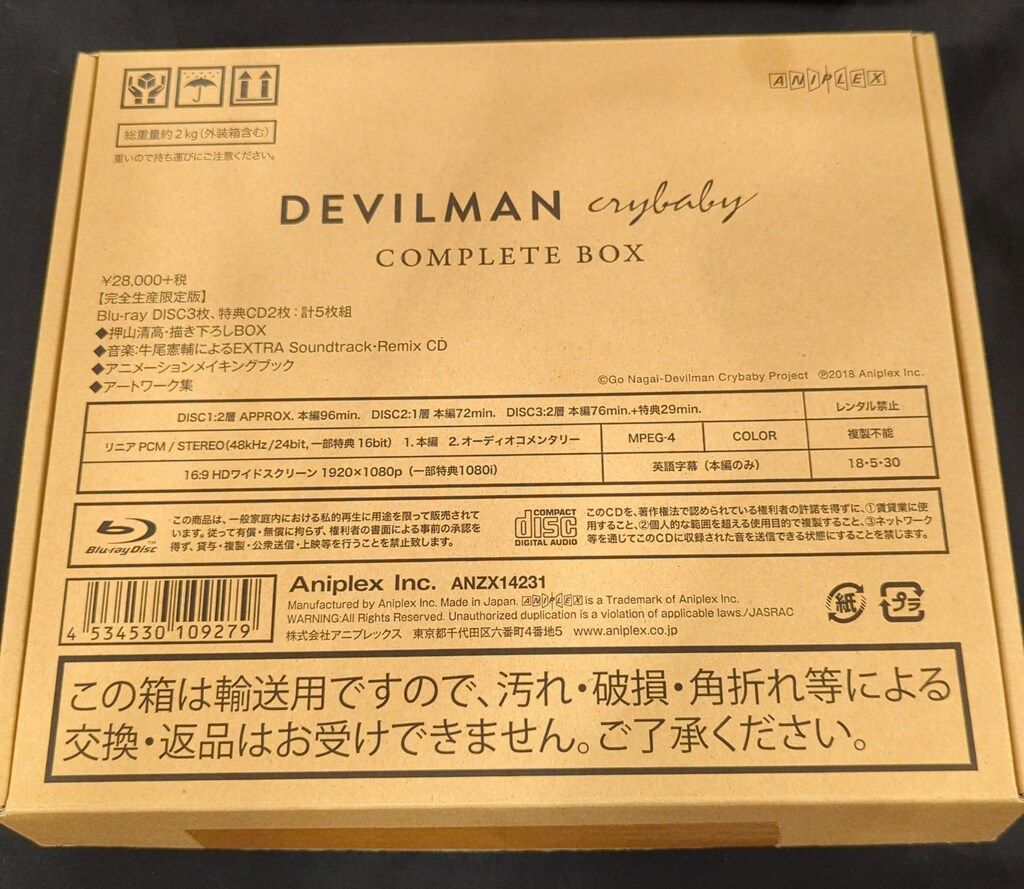 ANIPLEX
総重量約2kg(外装箱含む)
重いので持ち運びにご注意ください。
DEVILMAN crybaby
COMPLETE BOX
¥28,000+税
【完全生産限定版】
Blu-ray DISC3枚、特典CD2枚：計5枚組
◆押山清高・描き下ろしBOX
◆音楽:牛尾憲輔によるEXTRA Soundtrack・Remix CD
◆アニメーションメイキングブック
◆アートワーク集
©Go Nagai-Devilman Crybaby Project ℗2018 Aniplex Inc.
DISC1:2層 APPROX. 本編96min. DISC2:1層 本編72min. DISC3:2層 本編76min.+特典29min. レンタル禁止
リニア PCM / STEREO(48kHz/24bit, 一部特典 16bit) 1. 本編 2. オーディオコメンタリー MPEG-4 COLOR 複製不能
16:9 HDワイドスクリーン 1920×1080p (一部特典1080i) 英語字幕 (本編のみ) 18・5・30
Blu-ray Disc TM
この商品は、一般家庭内における私的再生に用途を限って販売されて
います。従って有償・無償に拘らず、権利者の書面による事前の承認を
得ず、貸与・複製・公衆送信・上映等を行うことを禁止致します。
COMPACT
disc
DIGITAL AUDIO
このCDを、著作権法で認められている権利者の許諾を得ずに、①賃貸業に使
用すること、②個人的な範囲を超える使用目的で複製すること、③ネットワーク
等を通じてこのCDに収録された音を送信できる状態にすることを禁じます。
4 534530 109279
Aniplex Inc. ANZX14231
Manufactured by Aniplex Inc. Made in Japan. ANIPLEX is a Trademark of Aniplex Inc.
WARNING:All Rights Reserved. Unauthorized duplication is a violation of applicable laws./JASRAC
株式会社アニプレックス 東京都千代田区六番町4番地5 www.aniplex.co.jp
紙
プラ
この箱は輸送用ですので、汚れ・破損・角折れ等による
交換・返品はお受けできません。ご了承ください。